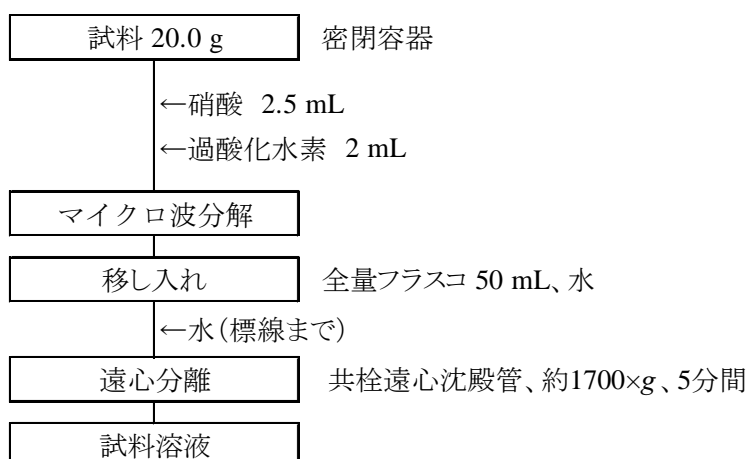 試料 20.0 g 密閉容器
←硝酸 2.5 mL
←過酸化水素 2 mL
マイクロ波分解
移し入れ 全量フラスコ 50 mL、水
←水(標線まで)
遠心分離 共栓遠心沈殿管、約1700×g、5分間
試料溶液